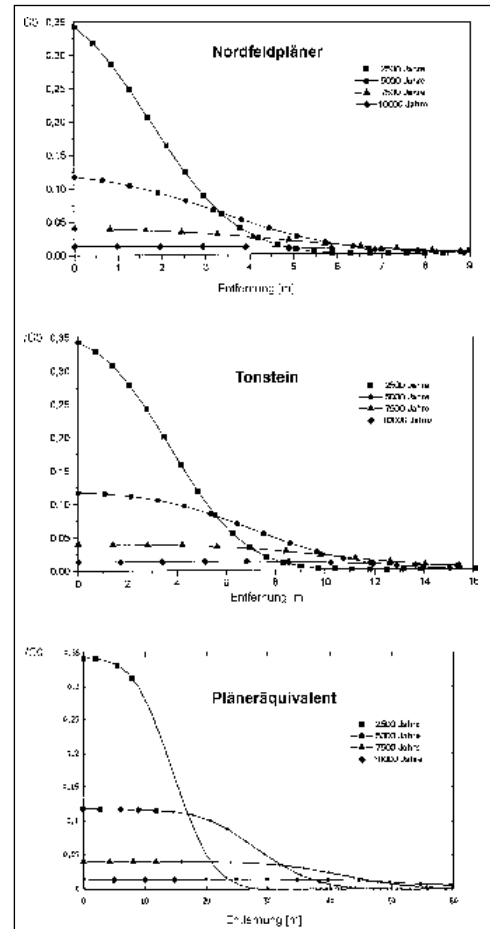 0,35
Nordfeldpläner
0,30
2500 Jahre
5000 Jahre
7500 Jahre
10000 Jahre
0,25
0,20
0,15
0,10
0,05
0,00
0 1 2 3 4 5 6 7 8 9
Entfernung [m]
0,35
Tonstein
0,30
2500 Jahre
5000 Jahre
7500 Jahre
10000 Jahre
0,25
0,20
0,15
0,10
0,05
0,00
0 2 4 6 8 10 12 14 16
Entfernung
Pläneräquivalent
2500 Jahre
5000 Jahre
7500 Jahre
10000 Jahre
0
0 10 20 30 40 50 60
Entfernung [m]